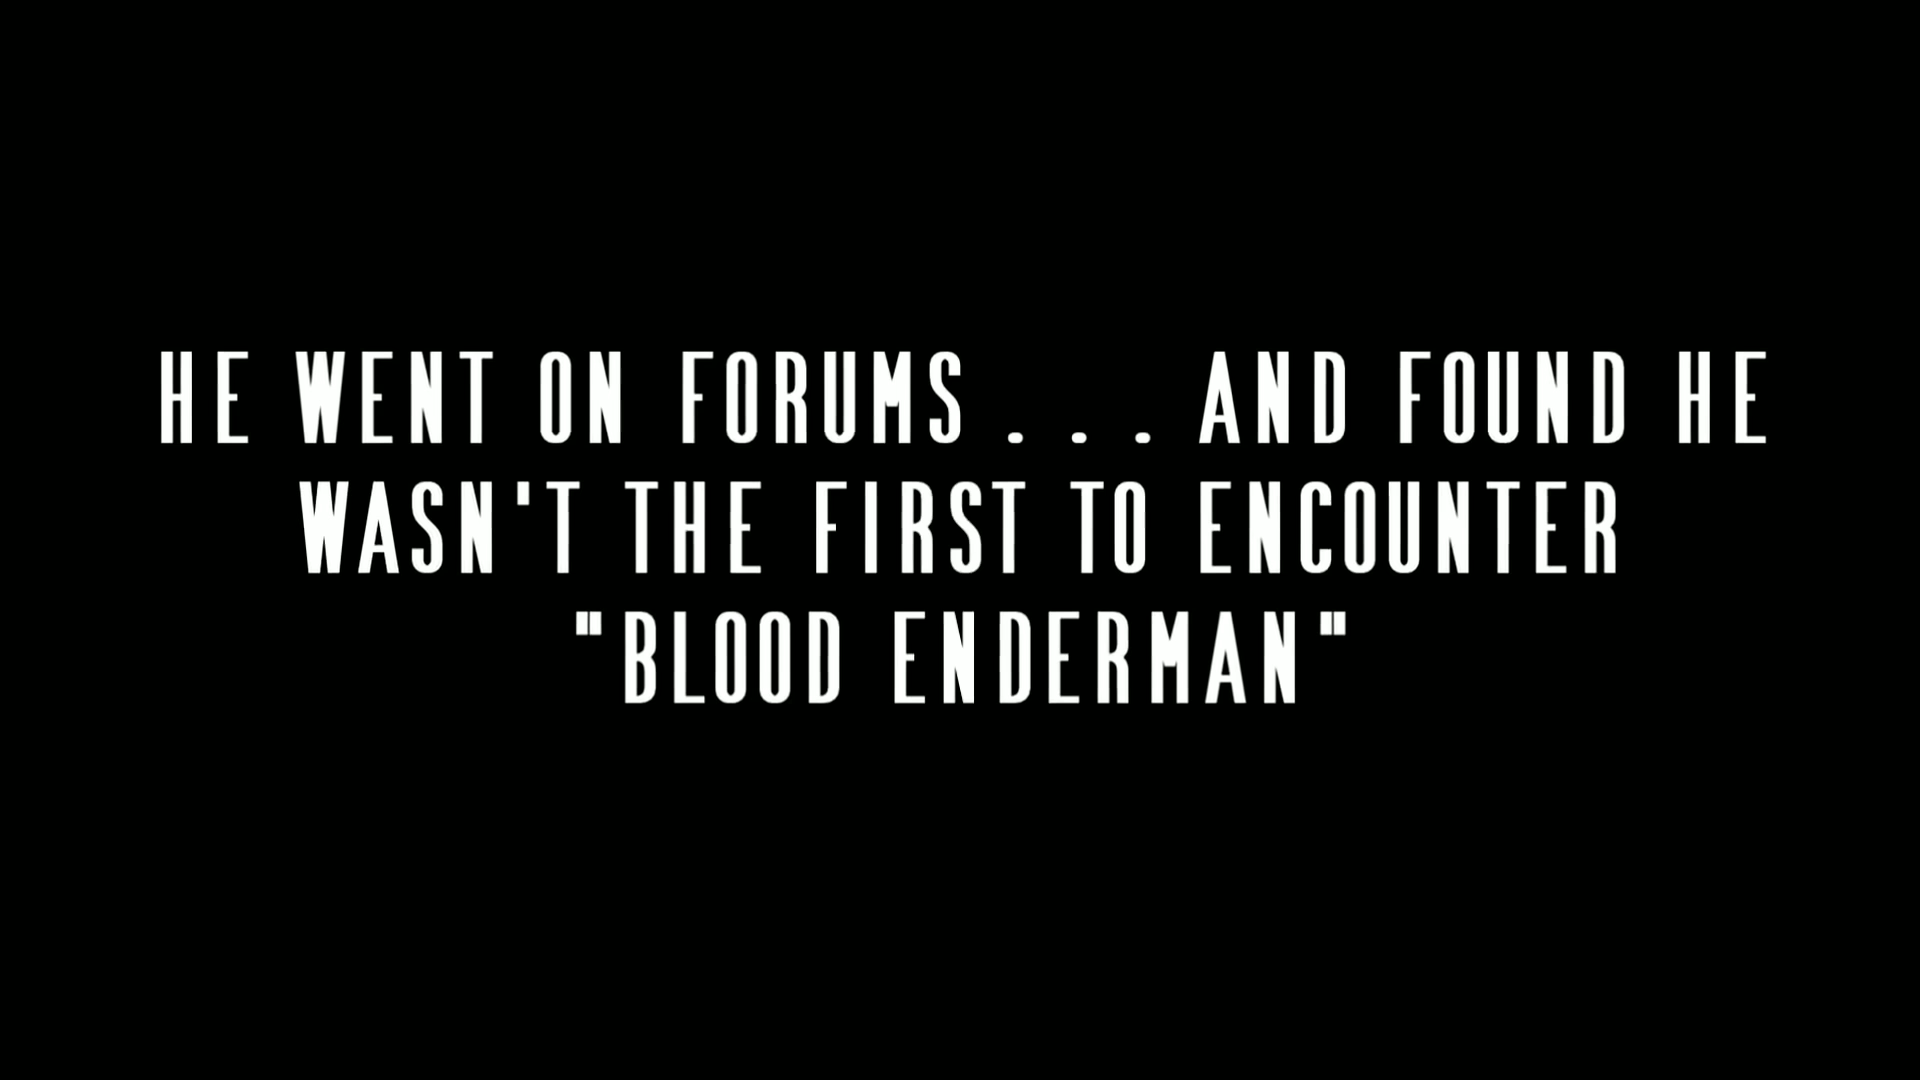 HE WENT ON FORUMS... AND FOUND HE
WASN'T THE FIRST TO ENCOUNTER
"BLOOD ENDERMAN"